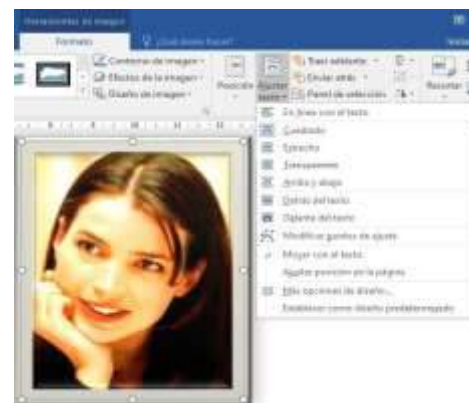 Herramientas de imagen
Formato
¿Qué desea hacer?
Contorno de imagen
Efectos de la imagen
Diseño de imagen
Posición
Ajustar texto
Traer adelante
Enviar atrás
Panel de selección
Recortar
En línea con el texto
Cuadrado
Estrecho
Transparente
Arriba y abajo
Detrás del texto
Delante del texto
Modificar puntos de ajuste
Mover con el texto
Ajustar posición en la página
Más opciones de diseño...
Establecer como diseño predeterminado